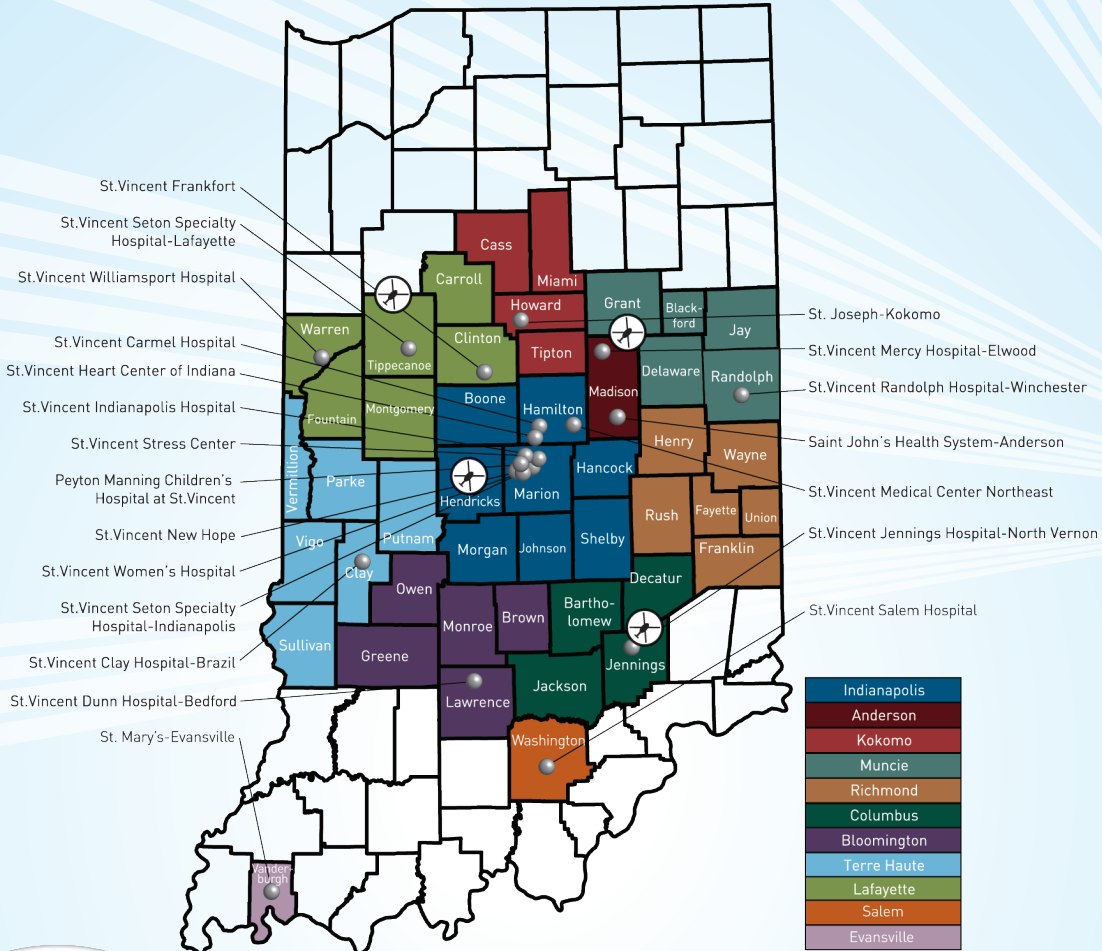 St.Vincent Frankfort
St.Vincent Seton Specialty
Hospital-Lafayette
St.Vincent Williamsport Hospital
St.Vincent Carmel Hospital
St.Vincent Heart Center of Indiana
St.Vincent Indianapolis Hospital
St.Vincent Stress Center
Peyton Manning Children's
Hospital at St.Vincent
St.Vincent New Hope
St.Vincent Women's Hospital
St.Vincent Seton Specialty
Hospital-Indianapolis
St.Vincent Clay Hospital-Brazil
St.Vincent Dunn Hospital-Bedford
St. Mary's-Evansville
Cass
Miami
Carroll
Howard
Grant
Black-
ford
Jay
Warren
Tippecanoe
Clinton
Tipton
Madison
Delaware
Randolph
Fountain
Montgomery
Boone
Hamilton
Henry
Wayne
Vermillion
Parke
Hendricks
Marion
Hancock
Rush
Fayette
Union
Vigo
Putnam
Clay
Morgan
Johnson
Shelby
Franklin
Decatur
Owen
Monroe
Brown
Bartho-
lomew
Sullivan
Greene
Jennings
Lawrence
Jackson
Washington
Vander-
burgh
St. Joseph-Kokomo
St.Vincent Mercy Hospital-Elwood
St.Vincent Randolph Hospital-Winchester
Saint John's Health System-Anderson
St.Vincent Medical Center Northeast
St.Vincent Jennings Hospital-North Vernon
St.Vincent Salem Hospital
Indianapolis
Anderson
Kokomo
Muncie
Richmond
Columbus
Bloomington
Terre Haute
Lafayette
Salem
Evansville